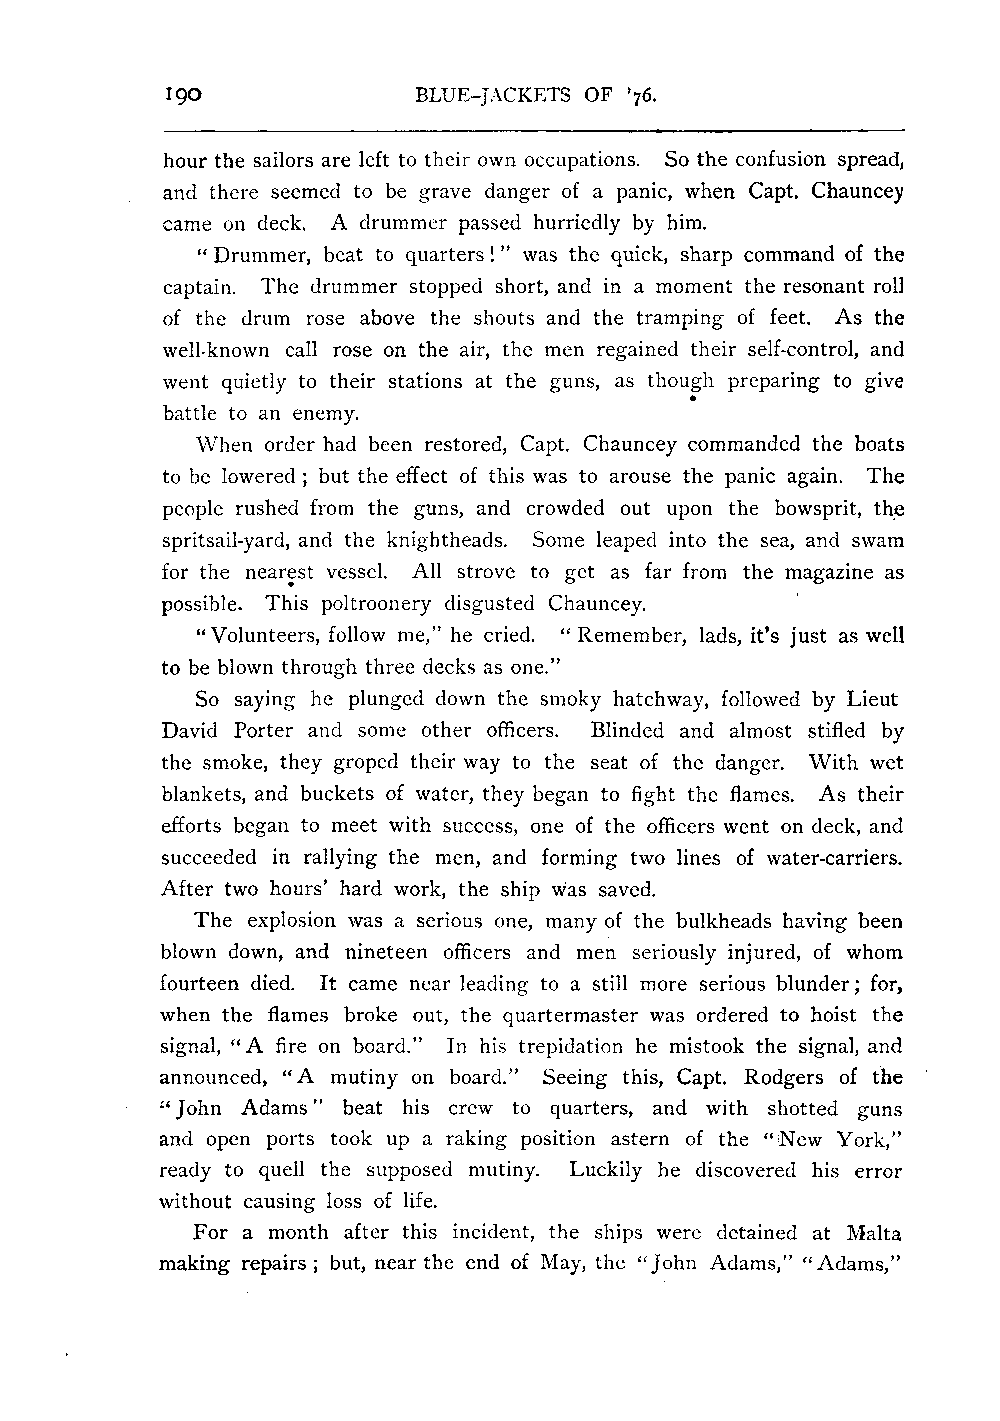 190 BLUE-JACKETS OF '76.
hour the sailors are left to their own occupations. So the confusion spread,
and there seemed to be grave danger of a panic, when Capt. Chauncey
came on deck. A drummer passed hurriedly by him.
"Drummer, beat to quarters!" was the quick, sharp command of the
captain. The drummer stopped short, and in a moment the resonant roll
of the drum rose above the shouts and the tramping of feet. As the
well-known call rose on the air, the men regained their self-control, and
went quietly to their stations at the guns, as though preparing to give
battle to an enemy.
When order had been restored, Capt. Chauncey commanded the boats
to be lowered; but the effect of this was to arouse the panic again. The
people rushed from the guns, and crowded out upon the bowsprit, the
spritsail-yard, and the knightheads. Some leaped into the sea, and swam
for the nearest vessel. All strove to get as far from the magazine as
possible. This poltroonery disgusted Chauncey.
"Volunteers, follow me," he cried. "Remember, lads, it's just as well
to be blown through three decks as one."
So saying he plunged down the smoky hatchway, followed by Lieut
David Porter and some other officers. Blinded and almost stifled by
the smoke, they groped their way to the seat of the danger. With wet
blankets, and buckets of water, they began to fight the flames. As their
efforts began to meet with success, one of the officers went on deck, and
succeeded in rallying the men, and forming two lines of water-carriers.
After two hours' hard work, the ship was saved.
The explosion was a serious one, many of the bulkheads having been
blown down, and nineteen officers and men seriously injured, of whom
fourteen died. It came near leading to a still more serious blunder; for,
when the flames broke out, the quartermaster was ordered to hoist the
signal, "A fire on board." In his trepidation he mistook the signal, and
announced, "A mutiny on board." Seeing this, Capt. Rodgers of the
"John Adams" beat his crew to quarters, and with shotted guns
and open ports took up a raking position astern of the "New York,"
ready to quell the supposed mutiny. Luckily he discovered his error
without causing loss of life.
For a month after this incident, the ships were detained at Malta
making repairs; but, near the end of May, the "John Adams," "Adams,"